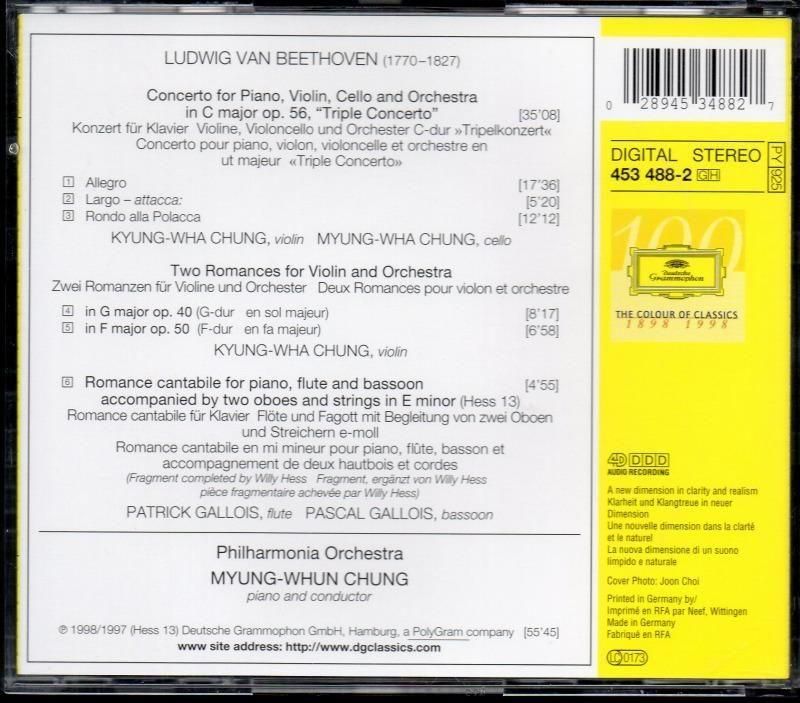 LUDWIG VAN BEETHOVEN (1770–1827)
Concerto for Piano, Violin, Cello and Orchestra
in C major op. 56, “Triple Concerto” [35'08]
Konzert für Klavier Violine, Violoncello und Orchester C-dur »Tripelkonzert«
Concerto pour piano, violon, violoncelle et orchestre en
ut majeur «Triple Concerto»
1 Allegro [17'36]
2 Largo – attacca: [5'20]
3 Rondo alla Polacca [12'12]
KYUNG-WHA CHUNG, violin MYUNG-WHA CHUNG, cello
Two Romances for Violin and Orchestra
Zwei Romanzen für Violine und Orchester Deux Romances pour violon et orchestre
4 in G major op. 40 (G-dur en sol majeur) [8'17]
5 in F major op. 50 (F-dur en fa majeur) [6'58]
KYUNG-WHA CHUNG, violin
6 Romance cantabile for piano, flute and bassoon [4'55]
accompanied by two oboes and strings in E minor (Hess 13)
Romance cantabile für Klavier Flöte und Fagott mit Begleitung von zwei Oboen
und Streichern e-moll
Romance cantabile en mi mineur pour piano, flûte, basson et
accompagnement de deux hautbois et cordes
(Fragment completed by Willy Hess Fragment, ergänzt von Willy Hess
pièce fragmentaire achevée par Willy Hess)
PATRICK GALLOIS, flute PASCAL GALLOIS, bassoon
Philharmonia Orchestra
MYUNG-WHUN CHUNG
piano and conductor
℗ 1998/1997 (Hess 13) Deutsche Grammophon GmbH, Hamburg, a PolyGram company [55'45]
www site address: http://www.dgclassics.com
0 28945 34882 7
DIGITAL STEREO
453 488-2 GH
PY 925
100
Deutsche
Grammophon
THE COLOUR OF CLASSICS
1898 1998
4D DDD
AUDIO RECORDING
A new dimension in clarity and realism
Klarheit und Klangtreue in neuer
Dimension
Une nouvelle dimension dans la clarté
et le naturel
La nuova dimensione di un suono
limpido e naturale
Cover Photo: Joon Choi
Printed in Germany by/
Imprimé en RFA par Neef, Wittingen
Made in Germany
Fabriqué en RFA
LC 0173